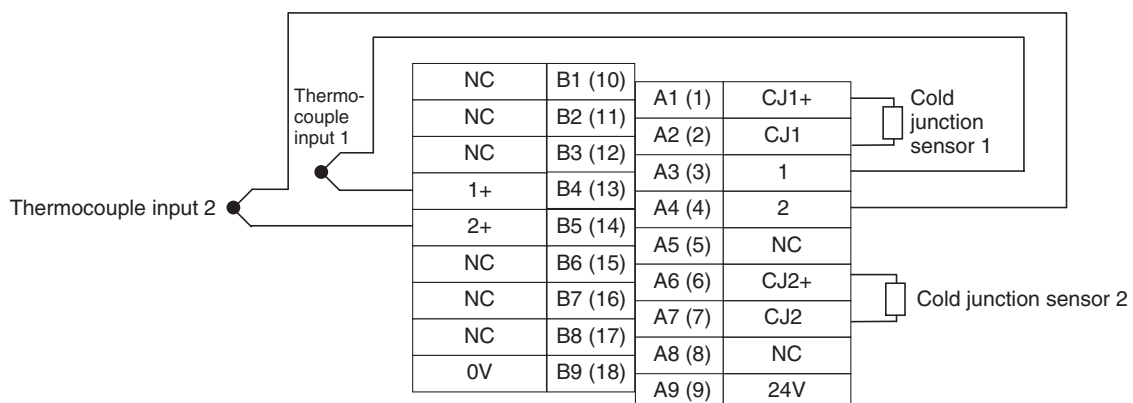 NC B1 (10)
NC B2 (11)
NC B3 (12)
1+ B4 (13)
2+ B5 (14)
NC B6 (15)
NC B7 (16)
NC B8 (17)
0V B9 (18)
A1 (1) CJ1+
A2 (2) CJ1
A3 (3) 1
A4 (4) 2
A5 (5) NC
A6 (6) CJ2+
A7 (7) CJ2
A8 (8) NC
A9 (9) 24V
Thermo-
couple
input 1
Thermocouple input 2
Cold
junction
sensor 1
Cold junction sensor 2